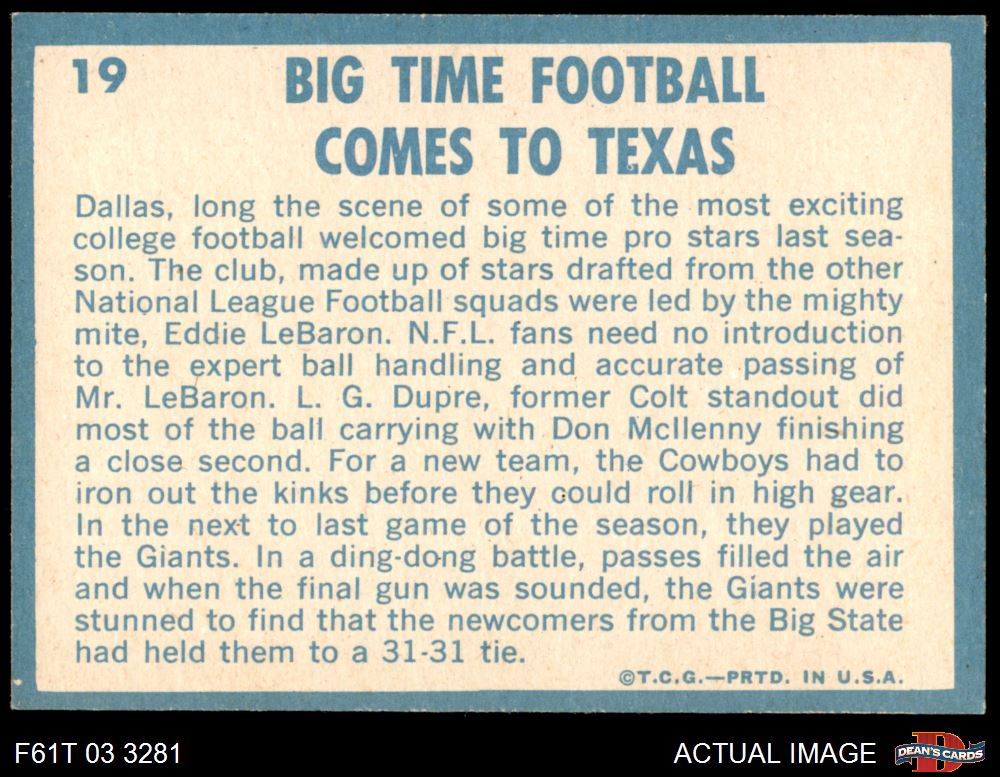 19
BIG TIME FOOTBALL
COMES TO TEXAS
Dallas, long the scene of some of the most exciting
college football welcomed big time pro stars last sea-
son. The club, made up of stars drafted from the other
National League Football squads were led by the mighty
mite, Eddie LeBaron. N.F.L. fans need no introduction
to the expert ball handling and accurate passing of
Mr. LeBaron. L. G. Dupre, former Colt standout did
most of the ball carrying with Don McIlenny finishing
a close second. For a new team, the Cowboys had to
iron out the kinks before they could roll in high gear.
In the next to last game of the season, they played
the Giants. In a ding-dong battle, passes filled the air
and when the final gun was sounded, the Giants were
stunned to find that the newcomers from the Big State
had held them to a 31-31 tie.
©T.C.G.—PRTD. IN U.S.A.
F61T 03 3281
ACTUAL IMAGE
D
DEAN'S CARDS